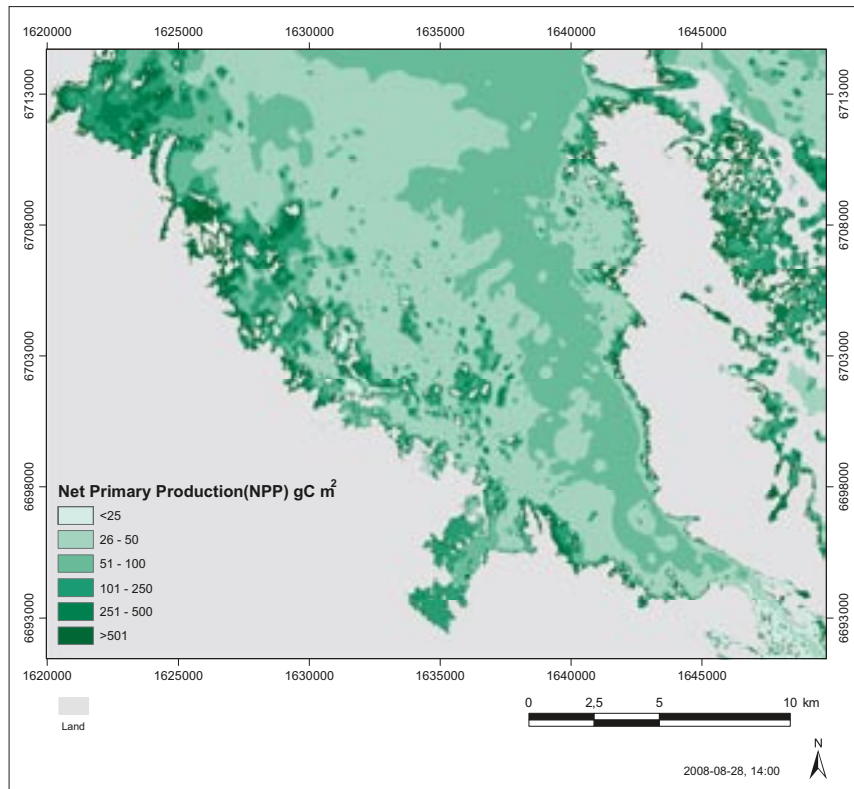 1620000 1625000 1630000 1635000 1640000 1645000
6713000 6713000
6708000 6708000
6703000 6703000
6698000 6698000
6693000 6693000
Net Primary Production(NPP) gC m²
<25
26 - 50
51 - 100
101 - 250
251 - 500
>501
1620000 1625000 1630000 1635000 1640000 1645000
Land
0 2,5 5 10 km
N
2008-08-28, 14:00